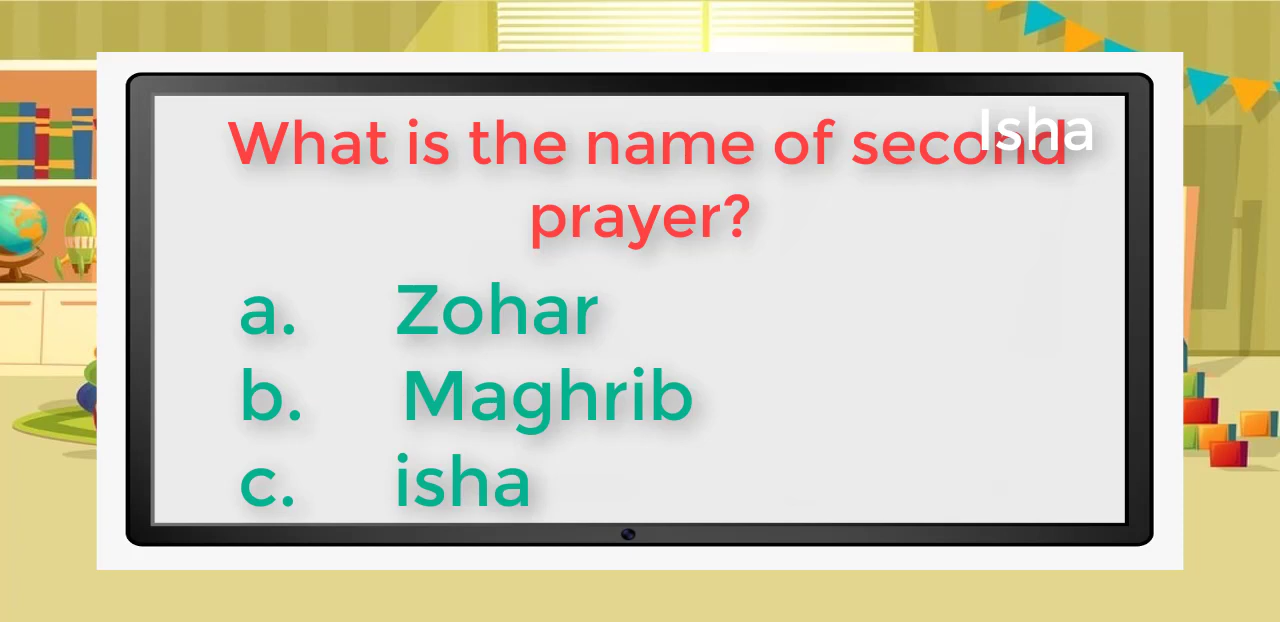 What is the name of second
Isha
prayer?
a. Zohar
b. Maghrib
c. isha